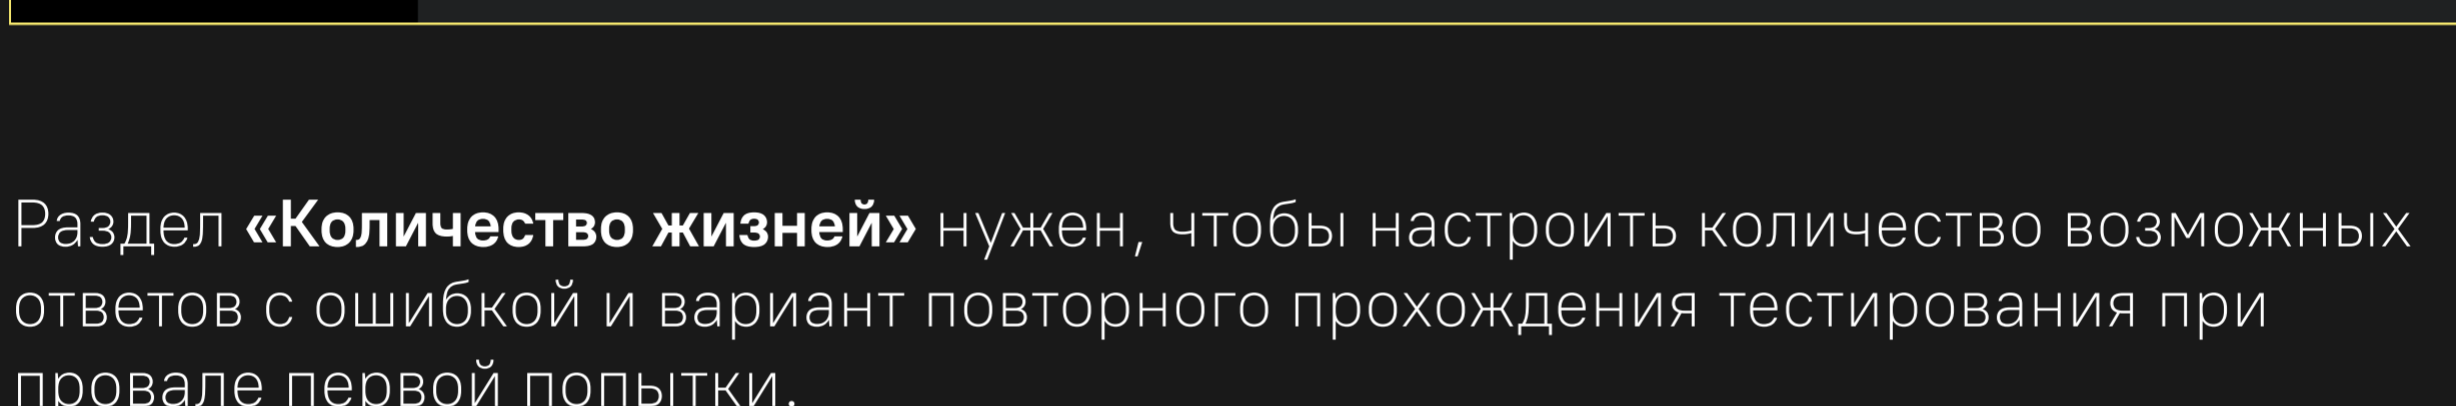 Раздел «Количество жизней» нужен, чтобы настроить количество возможных
ответов с ошибкой и вариант повторного прохождения тестирования при
провале первой попытки.